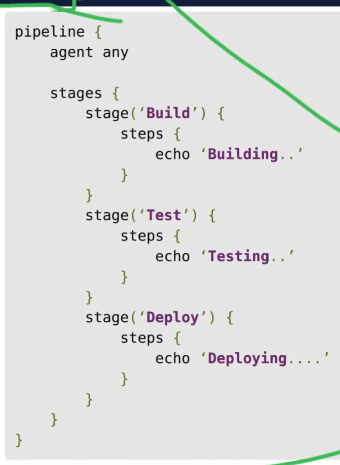 pipeline {
    agent any

    stages {
        stage(‘Build’) {
            steps {
                echo ‘Building..’
            }
        }
        stage(‘Test’) {
            steps {
                echo ‘Testing..’
            }
        }
        stage(‘Deploy’) {
            steps {
                echo ‘Deploying....’
            }
        }
    }
}